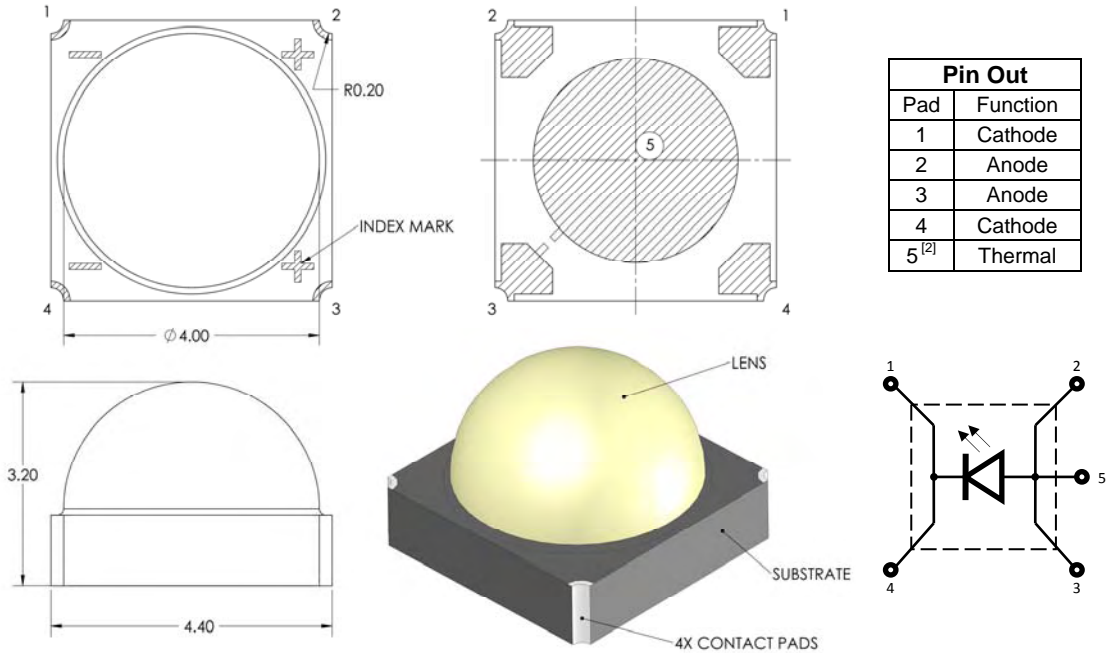 1
2
R0.20
INDEX MARK
4
3
⌀ 4.00
2
1
5
3
4
Pin Out
Pad Function
1 Cathode
2 Anode
3 Anode
4 Cathode
5[2] Thermal
3.20
4.40
LENS
SUBSTRATE
4X CONTACT PADS
1
2
5
4
3